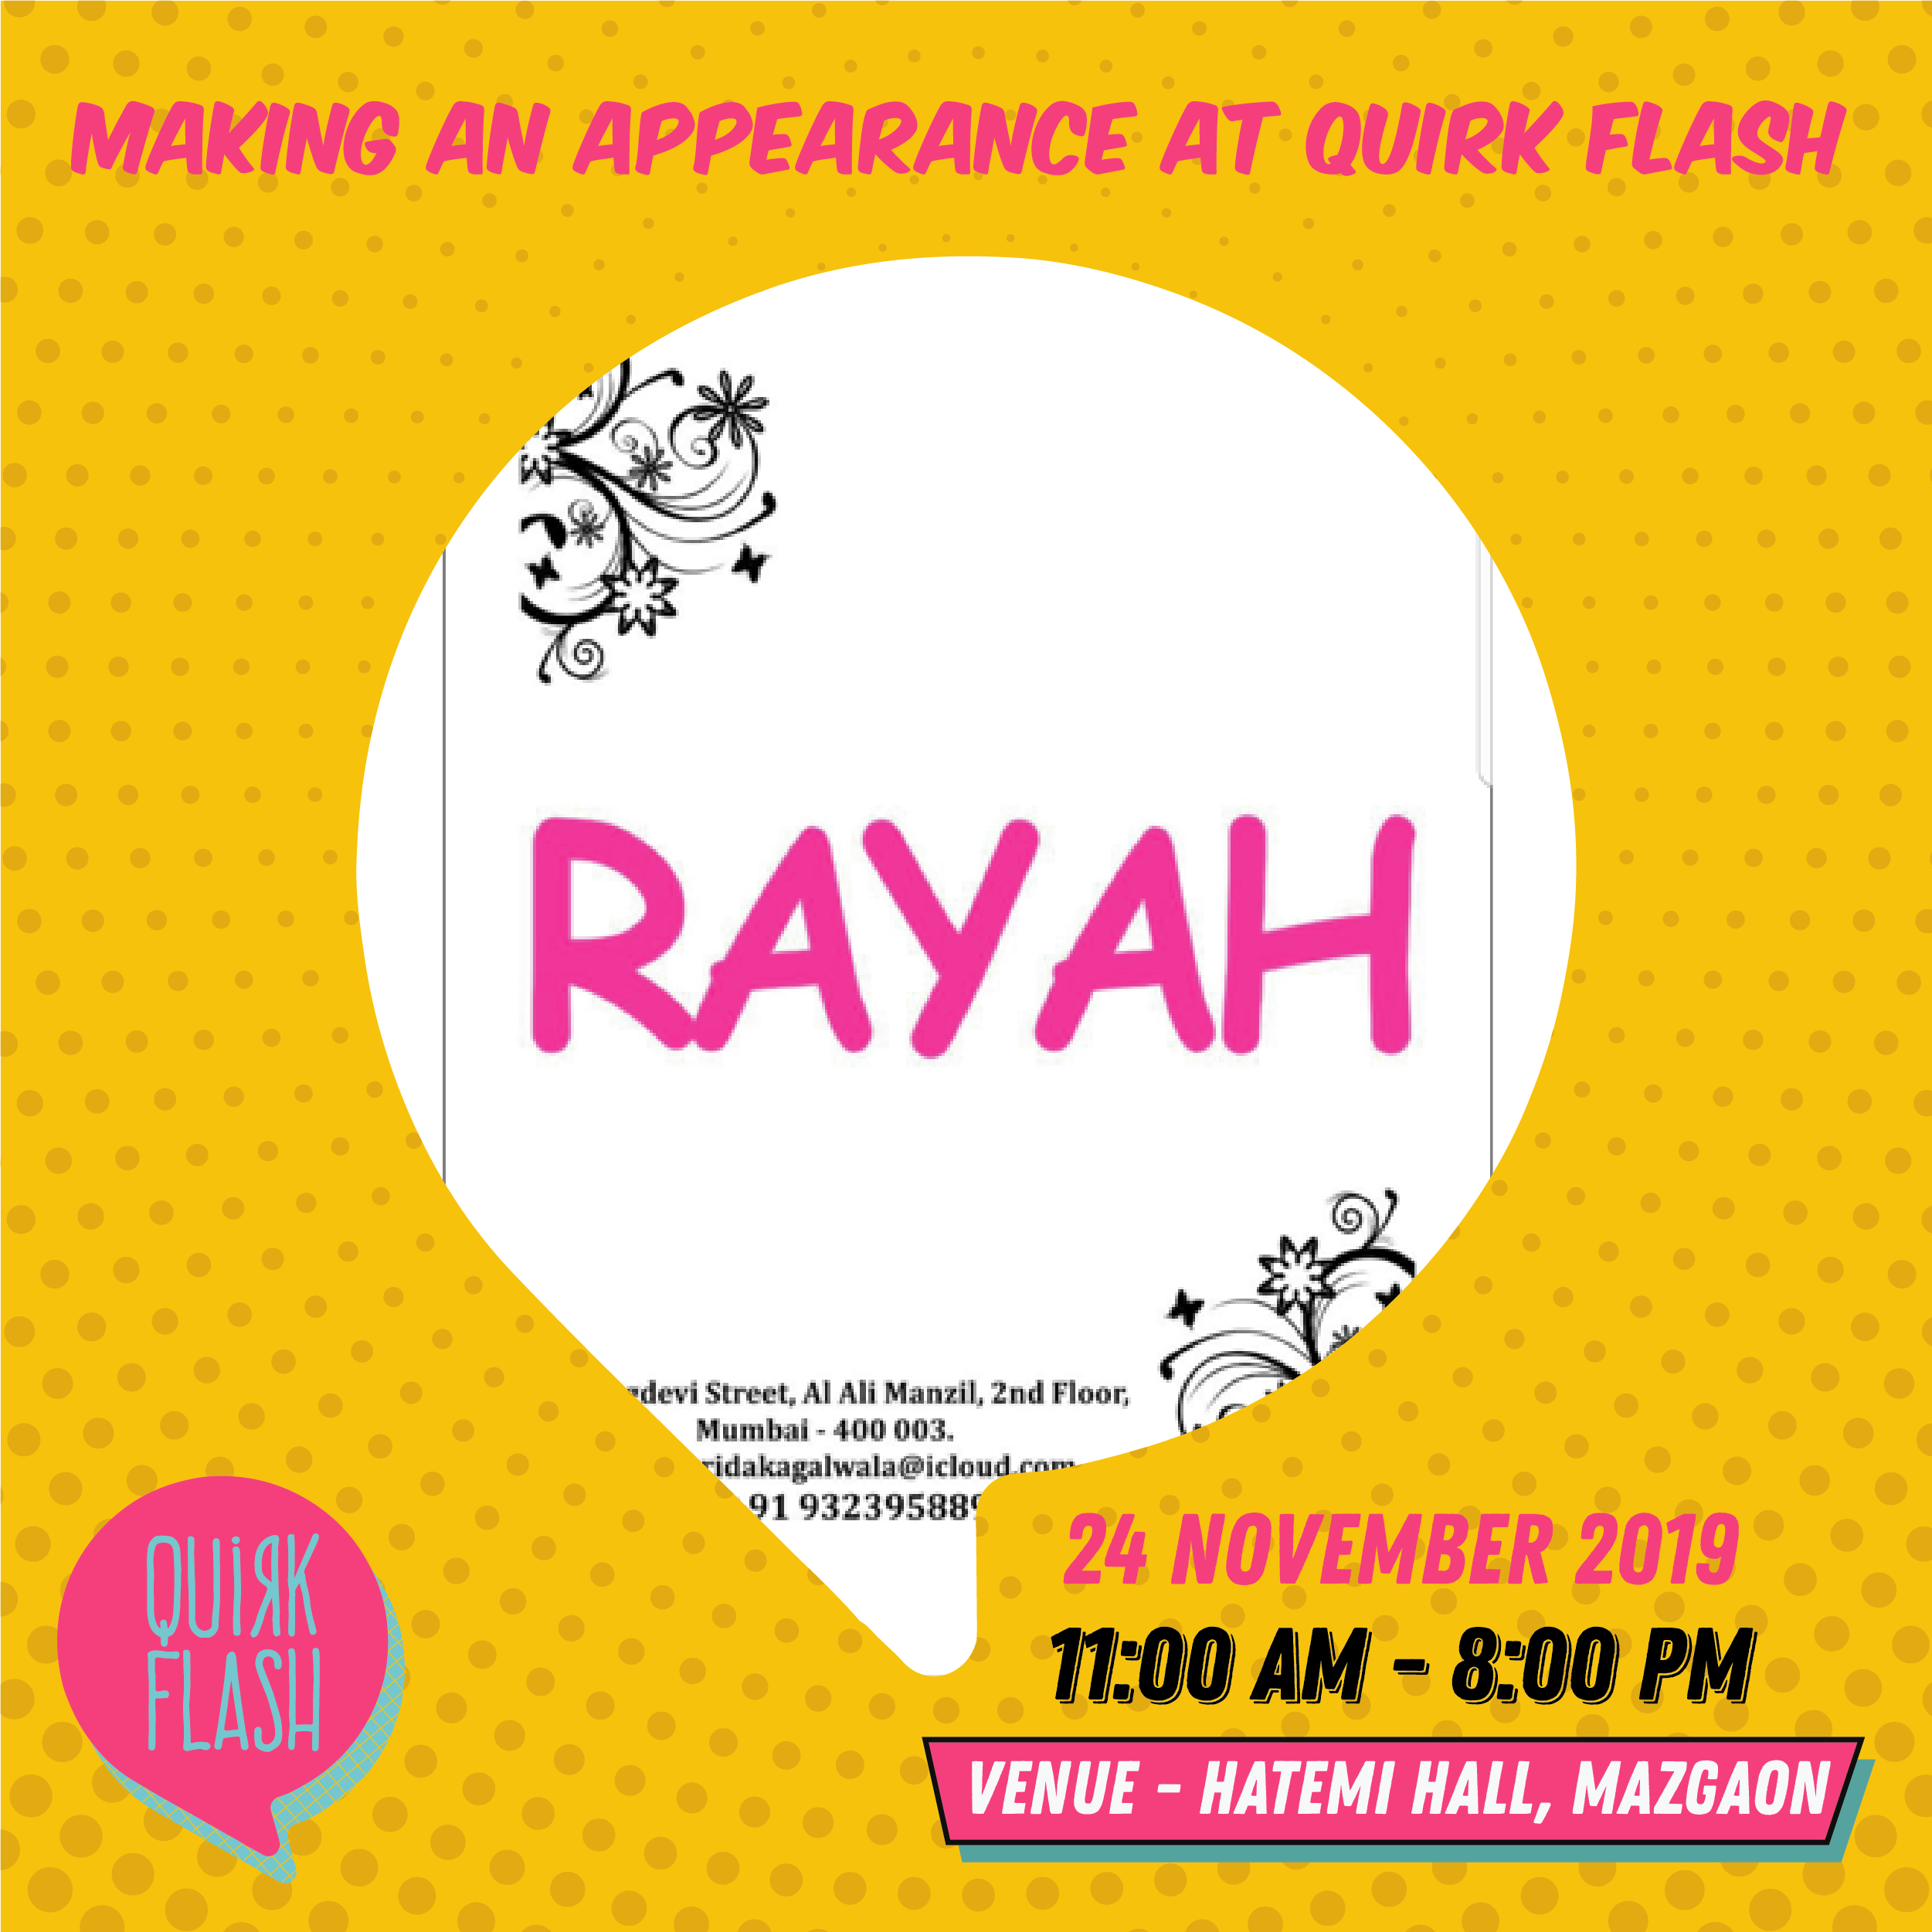 MAKING AN APPEARANCE AT QUIRK FLASH
RAYAH
Street, Al Ali Manzil, 2nd Floor,
Mumbai - 400 003.
QUiRK
FLASH
24 NOVEMBER 2019
11:00 AM - 8:00 PM
VENUE - HATEMI HALL, MAZGAON